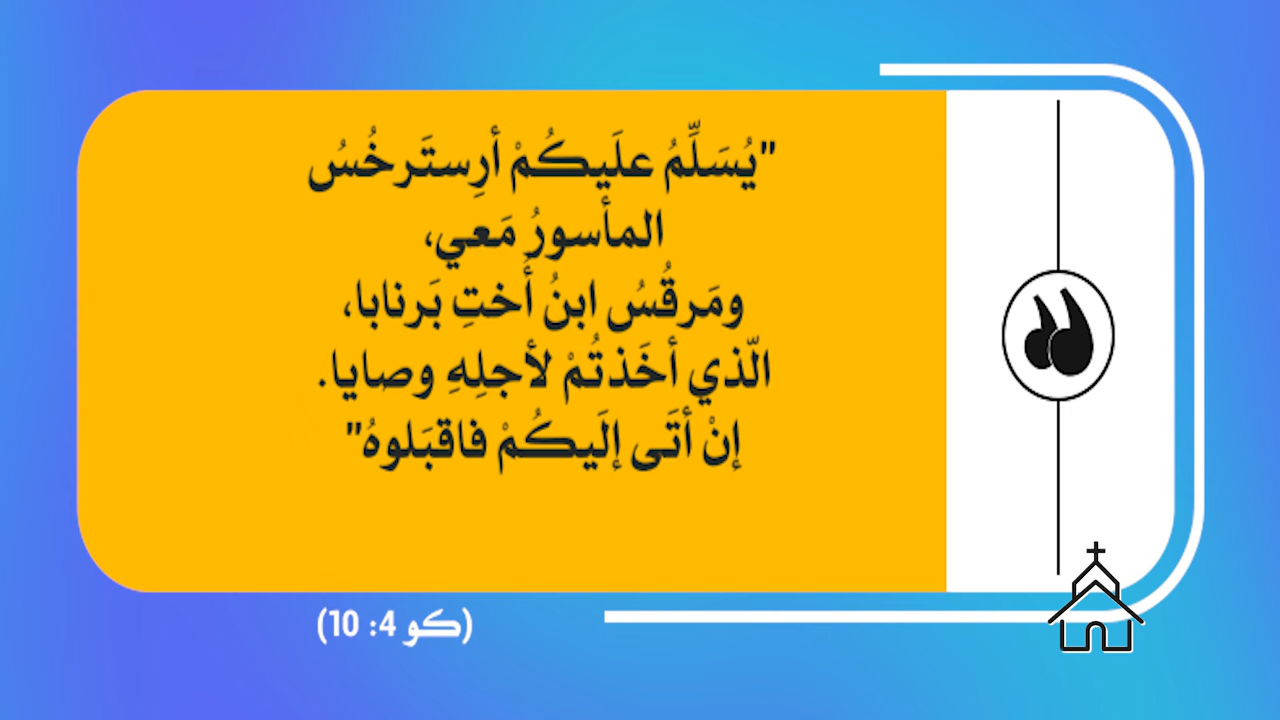 "يُسَلِّمُ علَيكُمْ أرِستَرخُسُ
المأسورُ مَعي،
ومَرقُسُ ابنُ أُختِ بَرنابا،
الّذي أخَذتُمْ لأجلِهِ وصايا.
إنْ أتَى إلَيكُمْ فاقبَلوهُ"
(كو 4: 10)